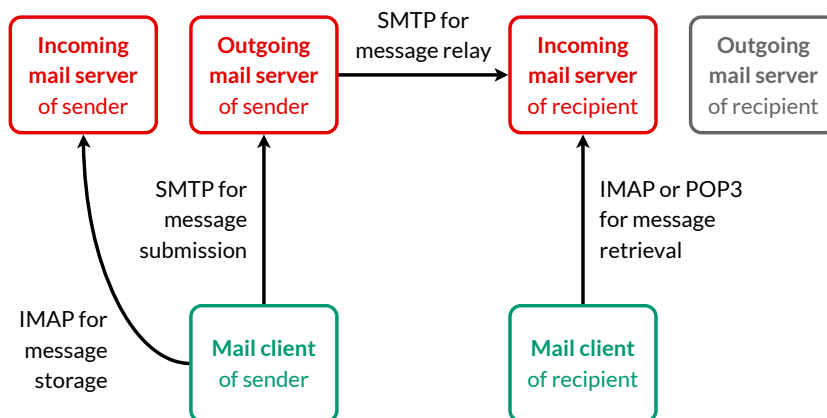 Incoming
mail server
of sender
Outgoing
mail server
of sender
SMTP for
message relay
Incoming
mail server
of recipient
Outgoing
mail server
of recipient
SMTP for
message
submission
IMAP or POP3
for message
retrieval
IMAP for
message
storage
Mail client
of sender
Mail client
of recipient